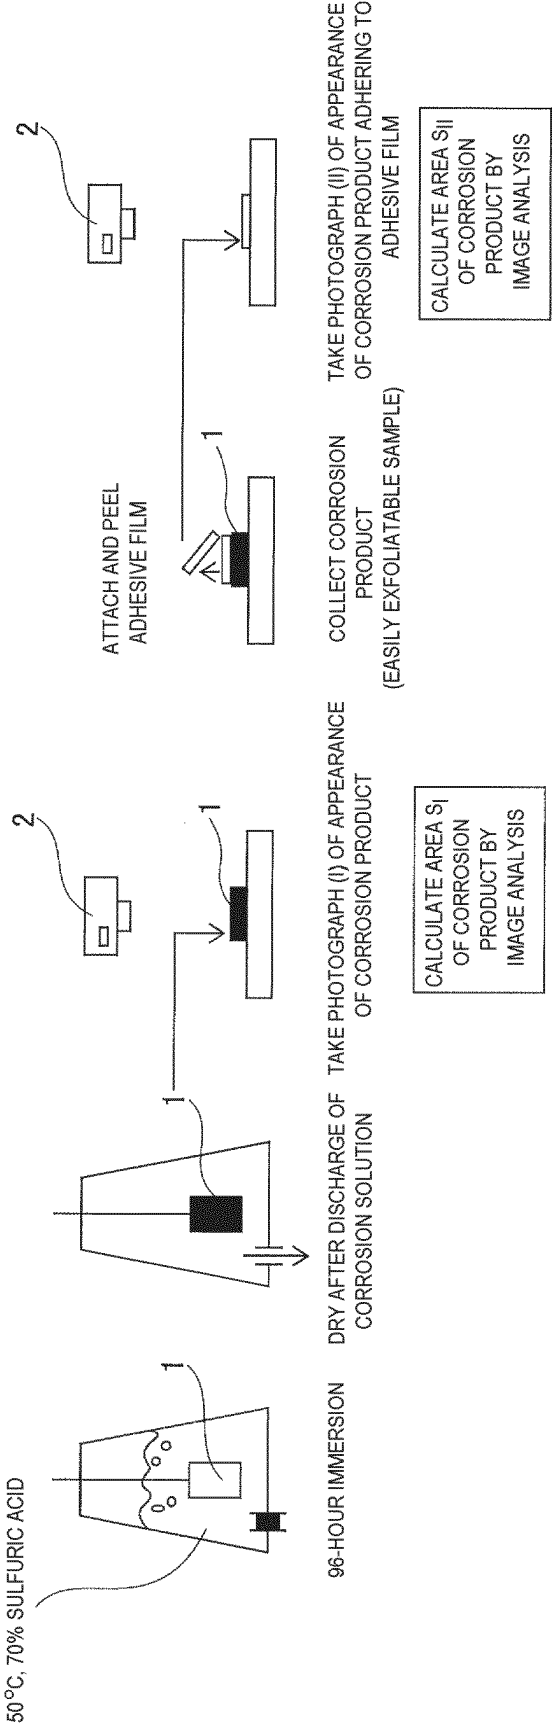 50°C, 70% SULFURIC ACID
1
96-HOUR IMMERSION
1
DRY AFTER DISCHARGE OF
CORROSION SOLUTION
2
1
TAKE PHOTOGRAPH (I) OF APPEARANCE
OF CORROSION PRODUCT
CALCULATE AREA SI
OF CORROSION
PRODUCT BY
IMAGE ANALYSIS
ATTACH AND PEEL
ADHESIVE FILM
1
COLLECT CORROSION
PRODUCT
(EASILY EXFOLIATABLE SAMPLE)
2
TAKE PHOTOGRAPH (II) OF APPEARANCE
OF CORROSION PRODUCT ADHERING TO
ADHESIVE FILM
CALCULATE AREA SII
OF CORROSION
PRODUCT BY
IMAGE ANALYSIS